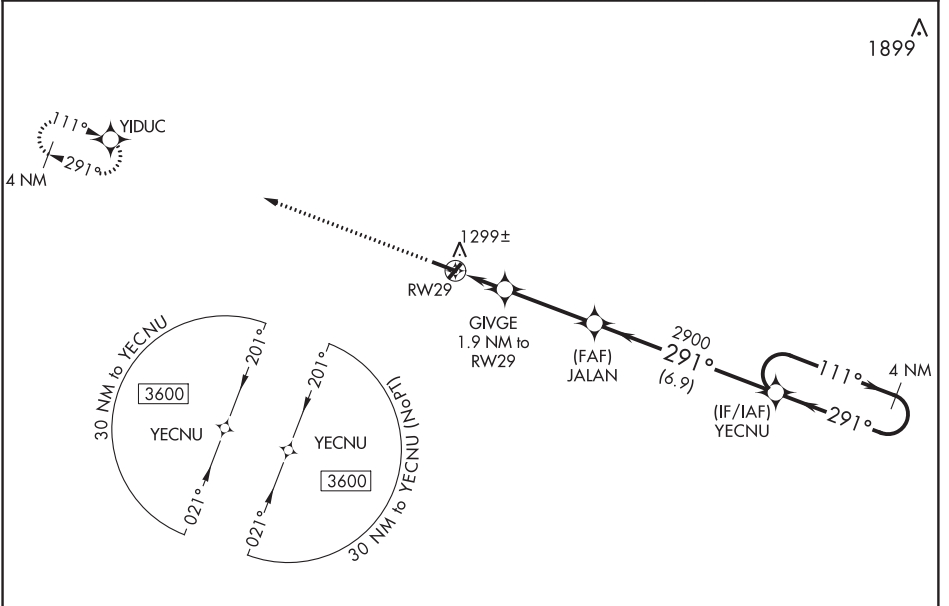 1899
111°
YIDUC
291°
4 NM
1299±
RW29
GIVGE
1.9 NM to
RW29
(FAF)
JALAN
2900
291°
(6.9)
(IF/IAF)
YECNU
111°
4 NM
291°
30 NM to YECNU
3600
201°
YECNU
021°
201°
YECNU
3600
021°
30 NM to YECNU (NoPT)